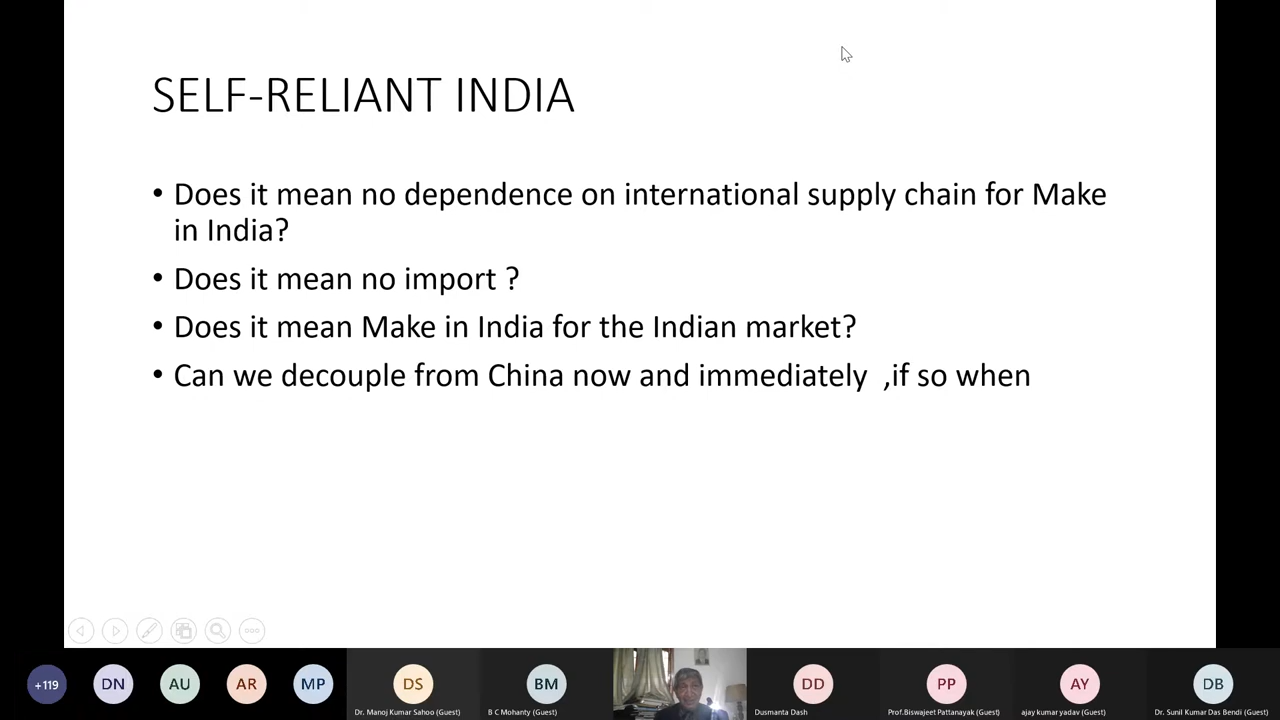 SELF-RELIANT INDIA
• Does it mean no dependence on international supply chain for Make
in India?
• Does it mean no import ?
• Does it mean Make in India for the Indian market?
• Can we decouple from China now and immediately ,if so when
+119
DN
AU
AR
MP
DS
Dr. Manoj Kumar Sahoo (Guest)
BM
B C Mohanty (Guest)
DD
Dusmanta Dash
PP
Prof.Biswajeet Pattanayak (Guest)
AY
ajay kumar yadav (Guest)
DB
Dr. Sunil Kumar Das Bendi (Guest)